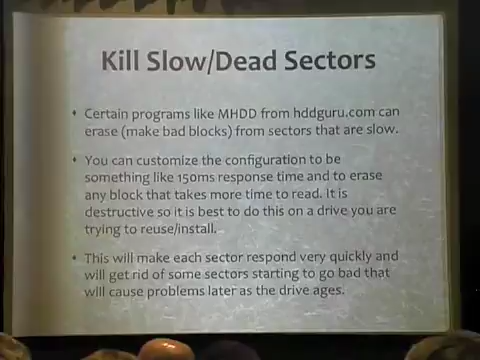 Kill Slow/Dead Sectors
• Certain programs like MHDD from hddguru.com can
erase (make bad blocks) from sectors that are slow.
• You can customize the configuration to be
something like 150ms response time and to erase
any block that takes more time to read. It is
destructive so it is best to do this on a drive you are
trying to reuse/install.
• This will make each sector respond very quickly and
will get rid of some sectors starting to go bad that
will cause problems later as the drive ages.